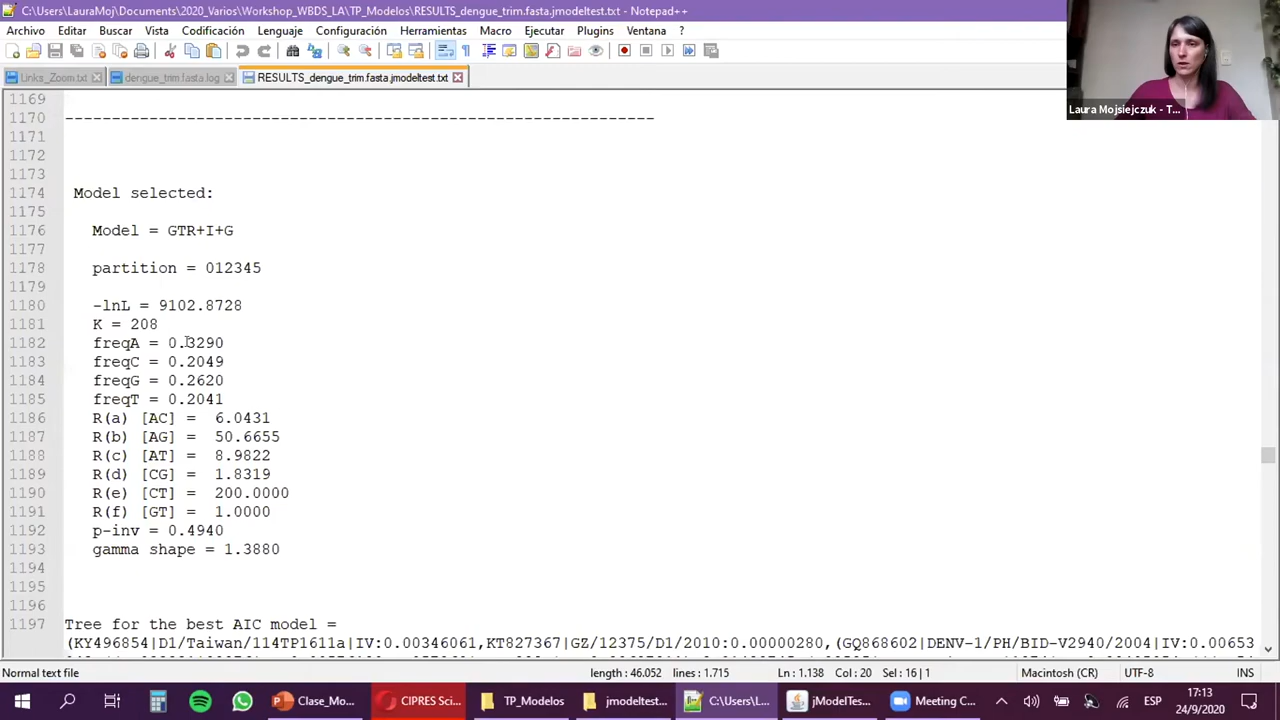 C:\Users\LauraMoj\Documents\2020_Varios\Workshop_WBDS_LA\TP_Modelos\RESULTS_dengue_trim.fasta.jmodeltest.txt - Notepad++
Archivo Editar Buscar Vista Codificación Lenguaje Configuración Herramientas Macro Ejecutar Plugins Ventana ?
Links_Zoom.txt dengue_trim.fasta.log RESULTS_dengue_trim.fasta.jmodeltest.txt
Laura Mojsiejczuk - T...
1169
1170 ---------------------------------------------------------------
1171
1172
1173
1174 Model selected:
1175
1176 Model = GTR+I+G
1177
1178 partition = 012345
1179
1180 -lnL = 9102.8728
1181 K = 208
1182 freqA = 0.3290
1183 freqC = 0.2049
1184 freqG = 0.2620
1185 freqT = 0.2041
1186 R(a) [AC] = 6.0431
1187 R(b) [AG] = 50.6655
1188 R(c) [AT] = 8.9822
1189 R(d) [CG] = 1.8319
1190 R(e) [CT] = 200.0000
1191 R(f) [GT] = 1.0000
1192 p-inv = 0.4940
1193 gamma shape = 1.3880
1194
1195
1196
1197 Tree for the best AIC model =
(KY496854|D1/Taiwan/114TP1611a|IV:0.00346061,KT827367|GZ/12375/D1/2010:0.00000280,(GQ868602|DENV-1/PH/BID-V2940/2004|IV:0.00653
Normal text file length : 46.052 lines : 1.715 Ln : 1.138 Col : 20 Sel : 16 | 1 Macintosh (CR) UTF-8 INS
Clase_Mo... CIPRES Sci... TP_Modelos jmodeltest... C:\Users\L... jModelTes... Meeting C... ESP 17:13
24/9/2020